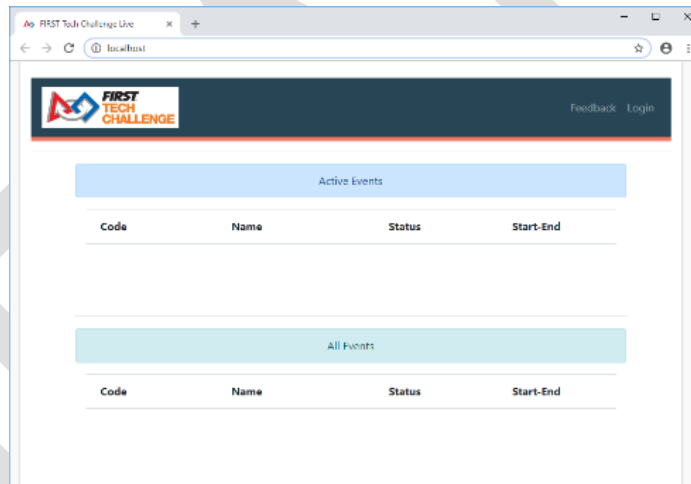 FIRST Tech Challenge Live
localhost
FIRST
TECH
CHALLENGE
Feedback Login
Active Events
Code Name Status Start-End
All Events
Code Name Status Start-End